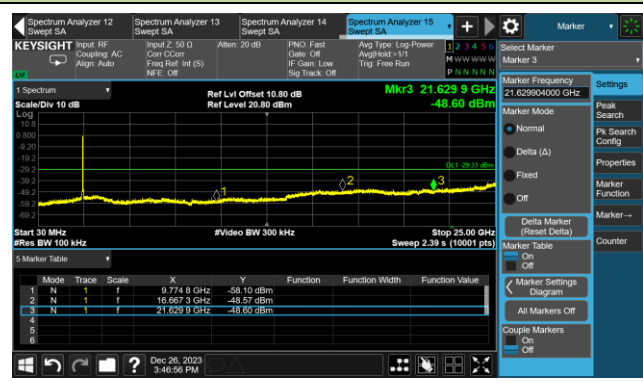 Spectrum Analyzer 12
Swept SA
Spectrum Analyzer 13
Swept SA
Spectrum Analyzer 14
Swept SA
Spectrum Analyzer 15
Swept SA
+
Marker
KEYSIGHT
Input: RF
Coupling: AC
Align: Auto
Input Z: 50 Ω
Corr CCorr
Freq Ref: Int (S)
NFE: Off
Atten: 20 dB
PNO: Fast
Gate: Off
IF Gain: Low
Sig Track: Off
Avg Type: Log-Power
Avg|Hold:>1/1
Trig: Free Run
1 2 3 4 5 6
M W W W W W
P N N N N N
Select Marker
Marker 3
1 Spectrum
Scale/Div 10 dB
Ref Lvl Offset 10.80 dB
Ref Level 20.80 dBm
Mkr3 21.629 9 GHz
-48.60 dBm
Log
10.8
0.800
-9.20
-19.2
-29.2
-39.2
-49.2
-59.2
-69.2
DL1 -29.33 dBm
1
2
3
Start 30 MHz
#Video BW 300 kHz
Stop 25.00 GHz
#Res BW 100 kHz
Sweep 2.39 s (10001 pts)
5 Marker Table
Mode Trace Scale X Y Function Function Width Function Value
1 N 1 f 9.774 8 GHz -58.10 dBm
2 N 1 f 16.667 3 GHz -48.57 dBm
3 N 1 f 21.629 9 GHz -48.60 dBm
4
5
6
Marker Frequency
21.629904000 GHz
Marker Mode
Normal
Delta (Δ)
Fixed
Off
Delta Marker
(Reset Delta)
Marker Table
On
Off
Marker Settings
Diagram
All Markers Off
Couple Markers
On
Off
Settings
Peak
Search
Pk Search
Config
Properties
Marker
Function
Marker→
Counter
?
Dec 26, 2023
3:46:56 PM